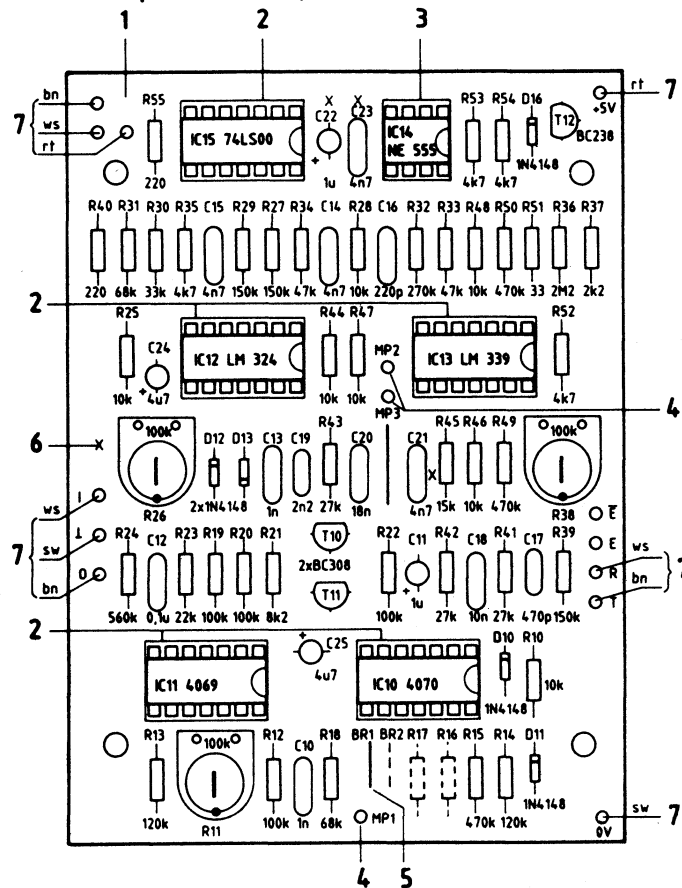 1 2 3
bn
7 ws
rt
R55
220
IC15 74LS00
X X
C22 C23
+
1u 4n7
IC14
NE 555
R53 R54 D16
4k7 4k7 1N4148
T12
BC238
rt 7
+5V
R40 R31 R30 R35 C15 R29 R27 R34 C14 R28 C16 R32 R33 R48 R50 R51 R36 R37
220 68k 33k 4k7 4n7 150k 150k 47k 4n7 10k 220p 270k 47k 10k 470k 33 2M2 2k2
2
R25
10k
C24
+ 4u7
IC12 LM 324
R44 R47
10k 10k
MP2
MP3
IC13 LM 339
R52
4k7
4
6 X
100k
R26
D12 D13 C13 C19 R43 C20 C21 R45 R46 R49
2x1N4148 1n 2n2 27k 18n 4n7 X 15k 10k 470k
100k
R38
I
⊥
O
ws
7 sw
bn
R24 C12 R23 R19 R20 R21
560k 0,1u 22k 100k 100k 8k2
T10
2xBC308
T11
R22 C11 R42 C18 R41 C17 R39
100k + 1u 27k 10n 27k 470p 150k
E̅
E
R
T
ws
bn
2
IC11 4069
+
C25
4u7
IC10 4070
D10 R10
1N4148 10k
R13
120k
100k
R11
R12 C10 R18 BR1 BR2 R17 R16 R15 R14 D11
100k 1n 68k 470k 120k 1N4148
MP1
sw 7
0V
4 5